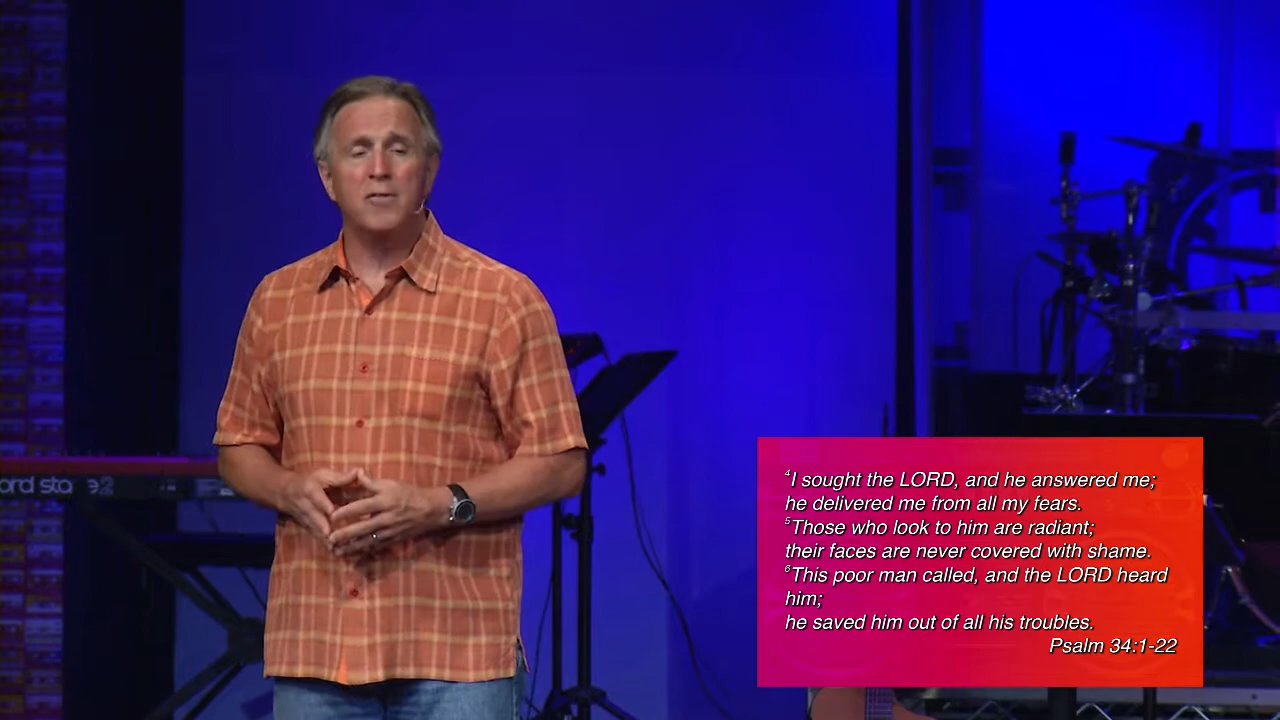 ⁴I sought the LORD, and he answered me;
he delivered me from all my fears.
⁵Those who look to him are radiant;
their faces are never covered with shame.
⁶This poor man called, and the LORD heard
him;
he saved him out of all his troubles.
Psalm 34:1-22